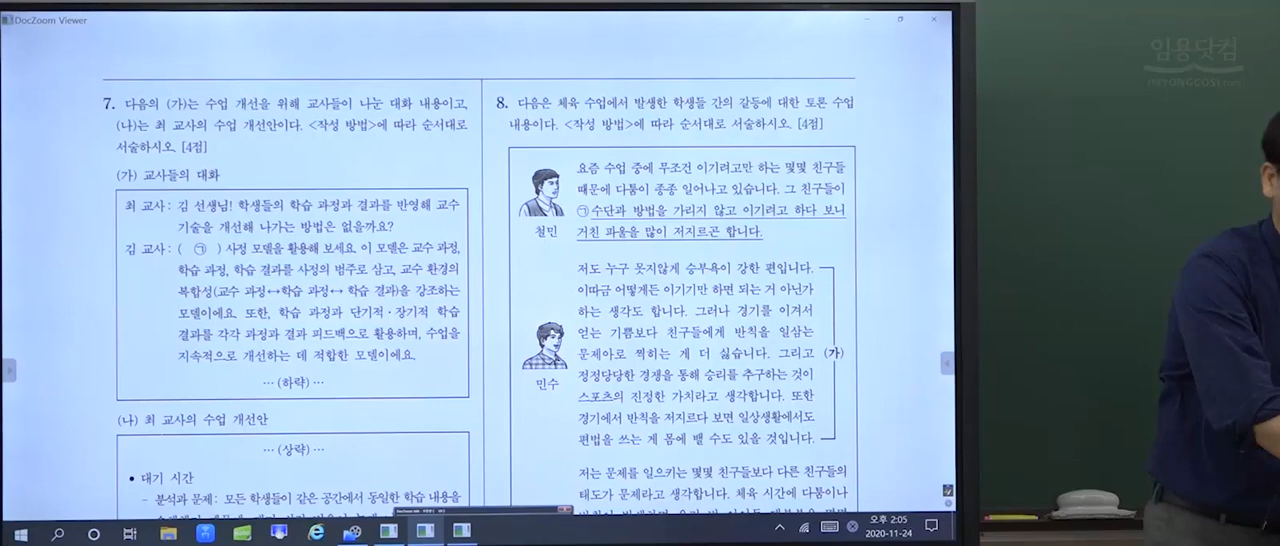 DocZoom Viewer
임용닷컴
7. 다음의 (가)는 수업 개선을 위해 교사들이 나눈 대화 내용이고,
(나)는 최 교사의 수업 개선안이다. <작성 방법>에 따라 순서대로
서술하시오. [4점]
(가) 교사들의 대화
최 교사: 김 선생님! 학생들의 학습 과정과 결과를 반영해 교수
기술을 개선해 나가는 방법은 없을까요?
김 교사: ( ㉠ ) 사정 모델을 활용해 보세요. 이 모델은 교수 과정,
학습 과정, 학습 결과를 사정의 범주로 삼고, 교수 환경의
복합성(교수 과정↔학습 과정↔ 학습 결과)을 강조하는
모델이에요. 또한, 학습 과정과 단기적·장기적 학습
결과를 각각 과정과 결과 피드백으로 활용하며, 수업을
지속적으로 개선하는 데 적합한 모델이에요.
… (하략) …
(나) 최 교사의 수업 개선안
… (상략) …
• 대기 시간
- 분석과 문제: 모든 학생들이 같은 공간에서 동일한 학습 내용을
8. 다음은 체육 수업에서 발생한 학생들 간의 갈등에 대한 토론 수업
내용이다. <작성 방법>에 따라 순서대로 서술하시오. [4점]
요즘 수업 중에 무조건 이기려고만 하는 몇몇 친구들
때문에 다툼이 종종 일어나고 있습니다. 그 친구들이
㉠수단과 방법을 가리지 않고 이기려고 하다 보니
거친 파울을 많이 저지르곤 합니다.
철민
저도 누구 못지않게 승부욕이 강한 편입니다.
이따금 어떻게든 이기기만 하면 되는 거 아닌가
하는 생각도 합니다. 그러나 경기를 이겨서
얻는 기쁨보다 친구들에게 반칙을 일삼는
문제아로 찍히는 게 더 싫습니다. 그리고 (가)
정정당당한 경쟁을 통해 승리를 추구하는 것이
스포츠의 진정한 가치라고 생각합니다. 또한
경기에서 반칙을 저지르다 보면 일상생활에서도
편법을 쓰는 게 몸에 밸 수도 있을 것입니다.
민수
저는 문제를 일으키는 몇몇 친구들보다 다른 친구들의
태도가 문제라고 생각합니다. 체육 시간에 다툼이나
오후 2:05
2020-11-24